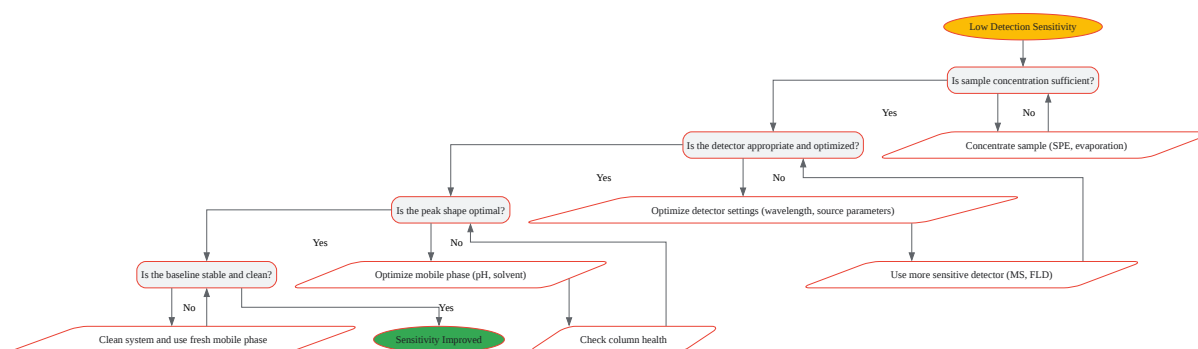 Low Detection Sensitivity
Is sample concentration sufficient?
Yes
No
Concentrate sample (SPE, evaporation)
Is the detector appropriate and optimized?
Yes
No
Optimize detector settings (wavelength, source parameters)
Use more sensitive detector (MS, FLD)
Is the peak shape optimal?
Yes
No
Optimize mobile phase (pH, solvent)
Check column health
Is the baseline stable and clean?
No
Yes
Clean system and use fresh mobile phase
Sensitivity Improved